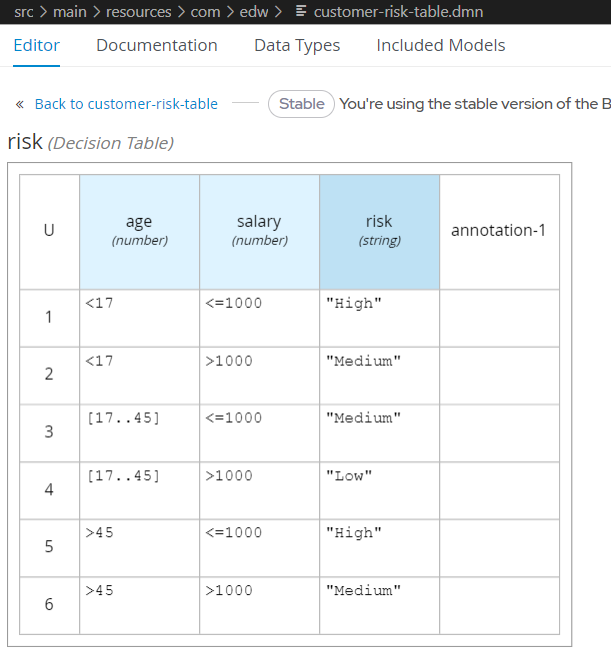 src > main > resources > com > edw > customer-risk-table.dmn
Editor Documentation Data Types Included Models
« Back to customer-risk-table Stable You're using the stable version of the B
risk (Decision Table)
U age (number) salary (number) risk (string) annotation-1
1 <17 <=1000 "High"
2 <17 >1000 "Medium"
3 [17..45] <=1000 "Medium"
4 [17..45] >1000 "Low"
5 >45 <=1000 "High"
6 >45 >1000 "Medium"